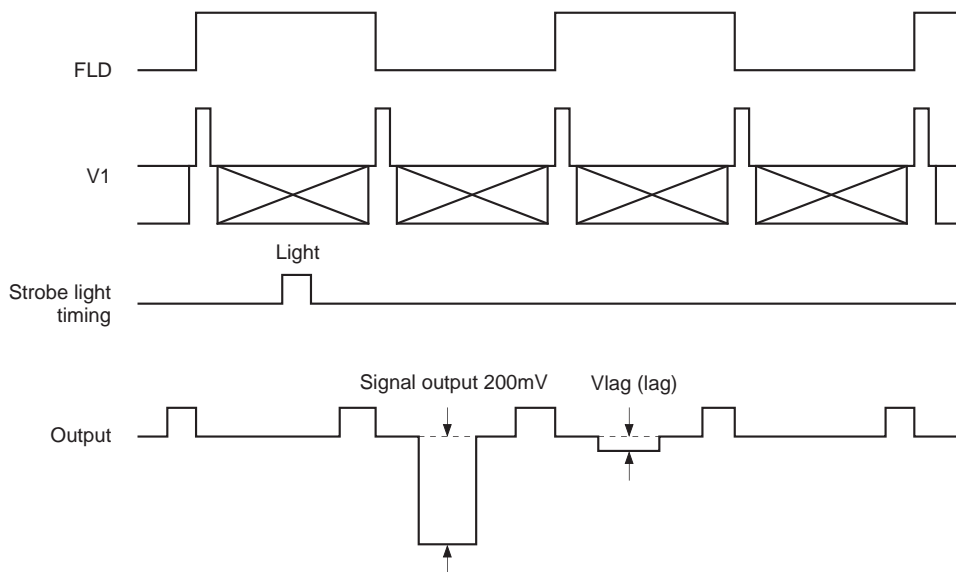 FLD
V1
Light
Strobe light
timing
Signal output 200mV
Vlag (lag)
Output